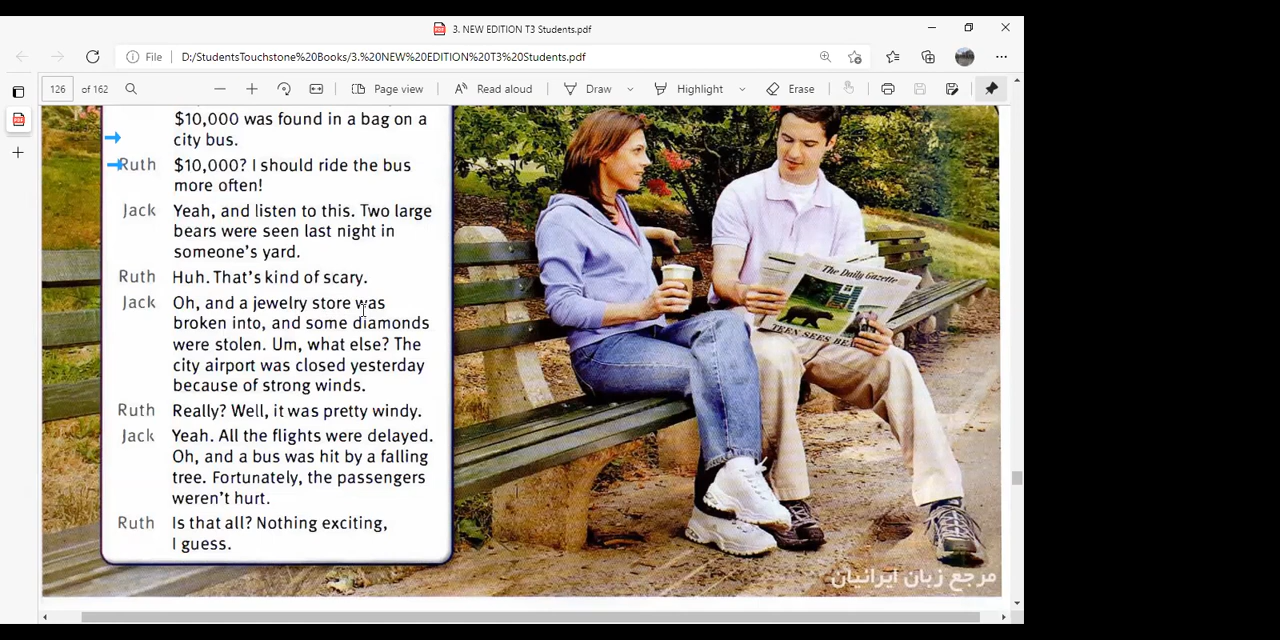 3. NEW EDITION T3 Students.pdf
File
D:/StudentsTouchstone%20Books/3.%20NEW%20EDITION%20T3%20Students.pdf
126 of 162
Page view
Read aloud
Draw
Highlight
Erase
$10,000 was found in a bag on a
city bus.
Ruth $10,000? I should ride the bus
more often!
Jack Yeah, and listen to this. Two large
bears were seen last night in
someone's yard.
Ruth Huh. That's kind of scary.
Jack Oh, and a jewelry store was
broken into, and some diamonds
were stolen. Um, what else? The
city airport was closed yesterday
because of strong winds.
Ruth Really? Well, it was pretty windy.
Jack Yeah. All the flights were delayed.
Oh, and a bus was hit by a falling
tree. Fortunately, the passengers
weren't hurt.
Ruth Is that all? Nothing exciting,
I guess.
The Daily Gazette
TEEN SEES
مرجع زبان ایرانیان